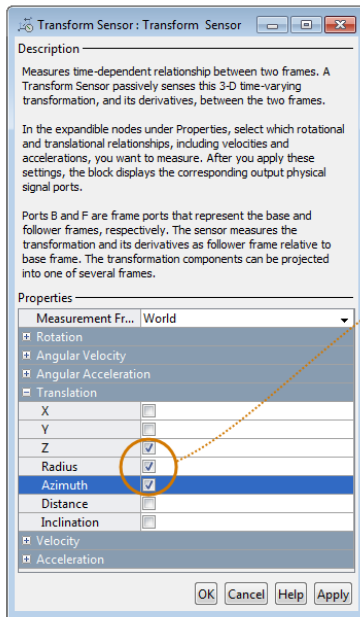 Transform Sensor : Transform Sensor
Description
Measures time-dependent relationship between two frames. A
Transform Sensor passively senses this 3-D time-varying
transformation, and its derivatives, between the two frames.
In the expandible nodes under Properties, select which rotational
and translational relationships, including velocities and
accelerations, you want to measure. After you apply these
settings, the block displays the corresponding output physical
signal ports.
Ports B and F are frame ports that represent the base and
follower frames, respectively. The sensor measures the
transformation and its derivatives as follower frame relative to
base frame. The transformation components can be projected
into one of several frames.
Properties
Measurement Fr... World
Rotation
Angular Velocity
Angular Acceleration
Translation
X
Y
Z
Radius
Azimuth
Distance
Inclination
Velocity
Acceleration
OK Cancel Help Apply